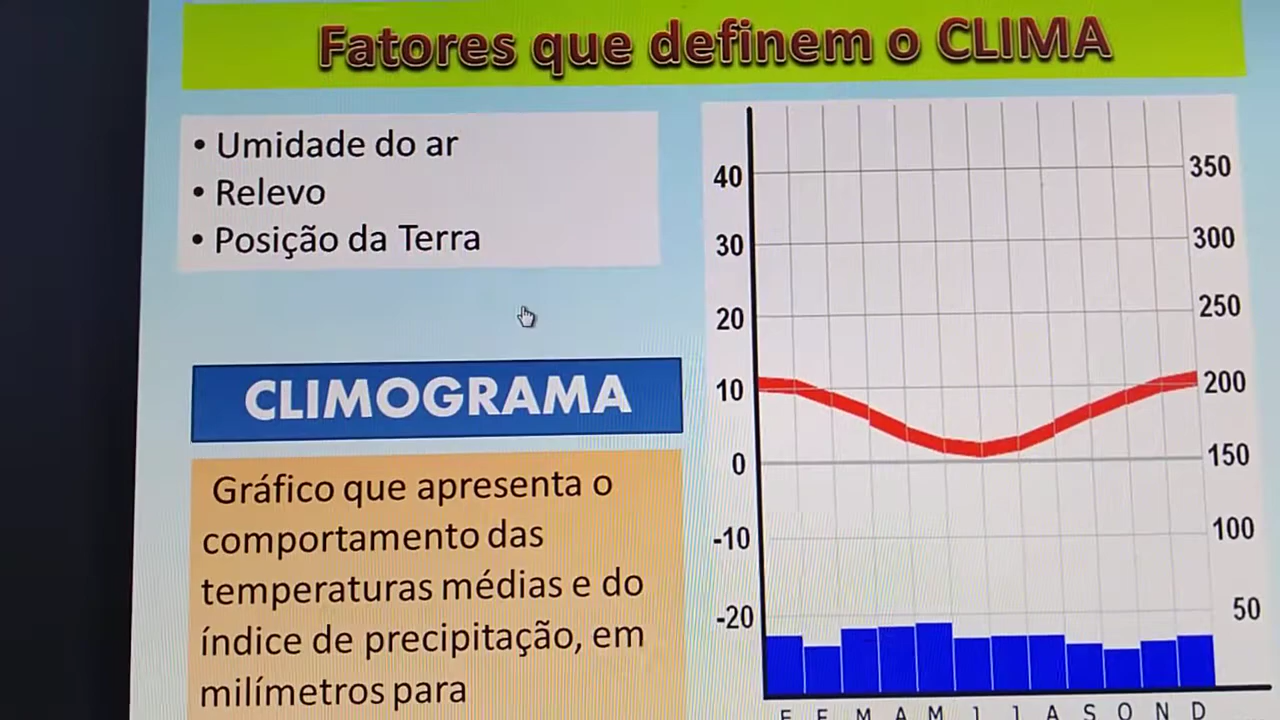 Fatores que definem o CLIMA
• Umidade do ar
• Relevo
• Posição da Terra
CLIMOGRAMA
Gráfico que apresenta o
comportamento das
temperaturas médias e do
índice de precipitação, em
milímetros para
40
30
20
10
0
-10
-20
350
300
250
200
150
100
50
M A M J J A S O N D